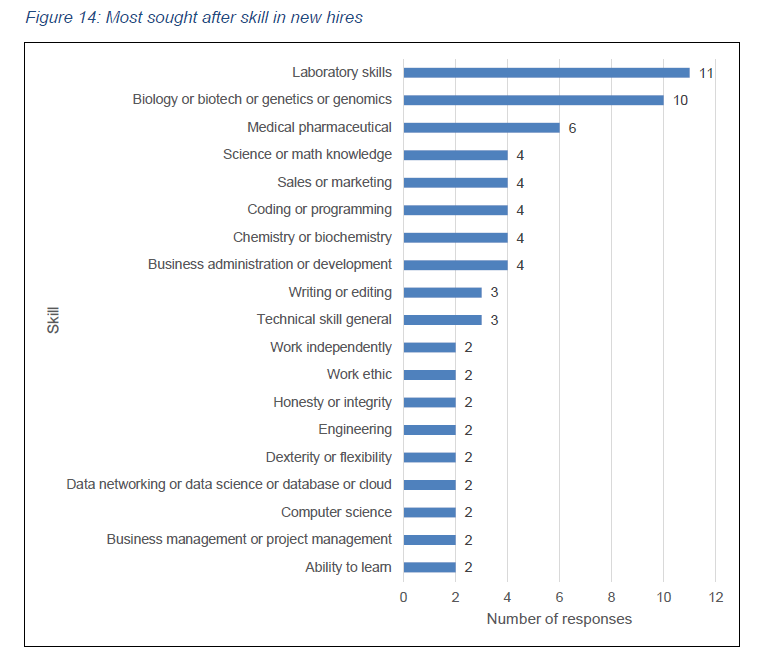 Figure 14: Most sought after skill in new hires
Laboratory skills 11
Biology or biotech or genetics or genomics 10
Medical pharmaceutical 6
Science or math knowledge 4
Sales or marketing 4
Coding or programming 4
Chemistry or biochemistry 4
Business administration or development 4
Writing or editing 3
Skill
Technical skill general 3
Work independently 2
Work ethic 2
Honesty or integrity 2
Engineering 2
Dexterity or flexibility 2
Data networking or data science or database or cloud 2
Computer science 2
Business management or project management 2
Ability to learn 2
0 2 4 6 8 10 12
Number of responses